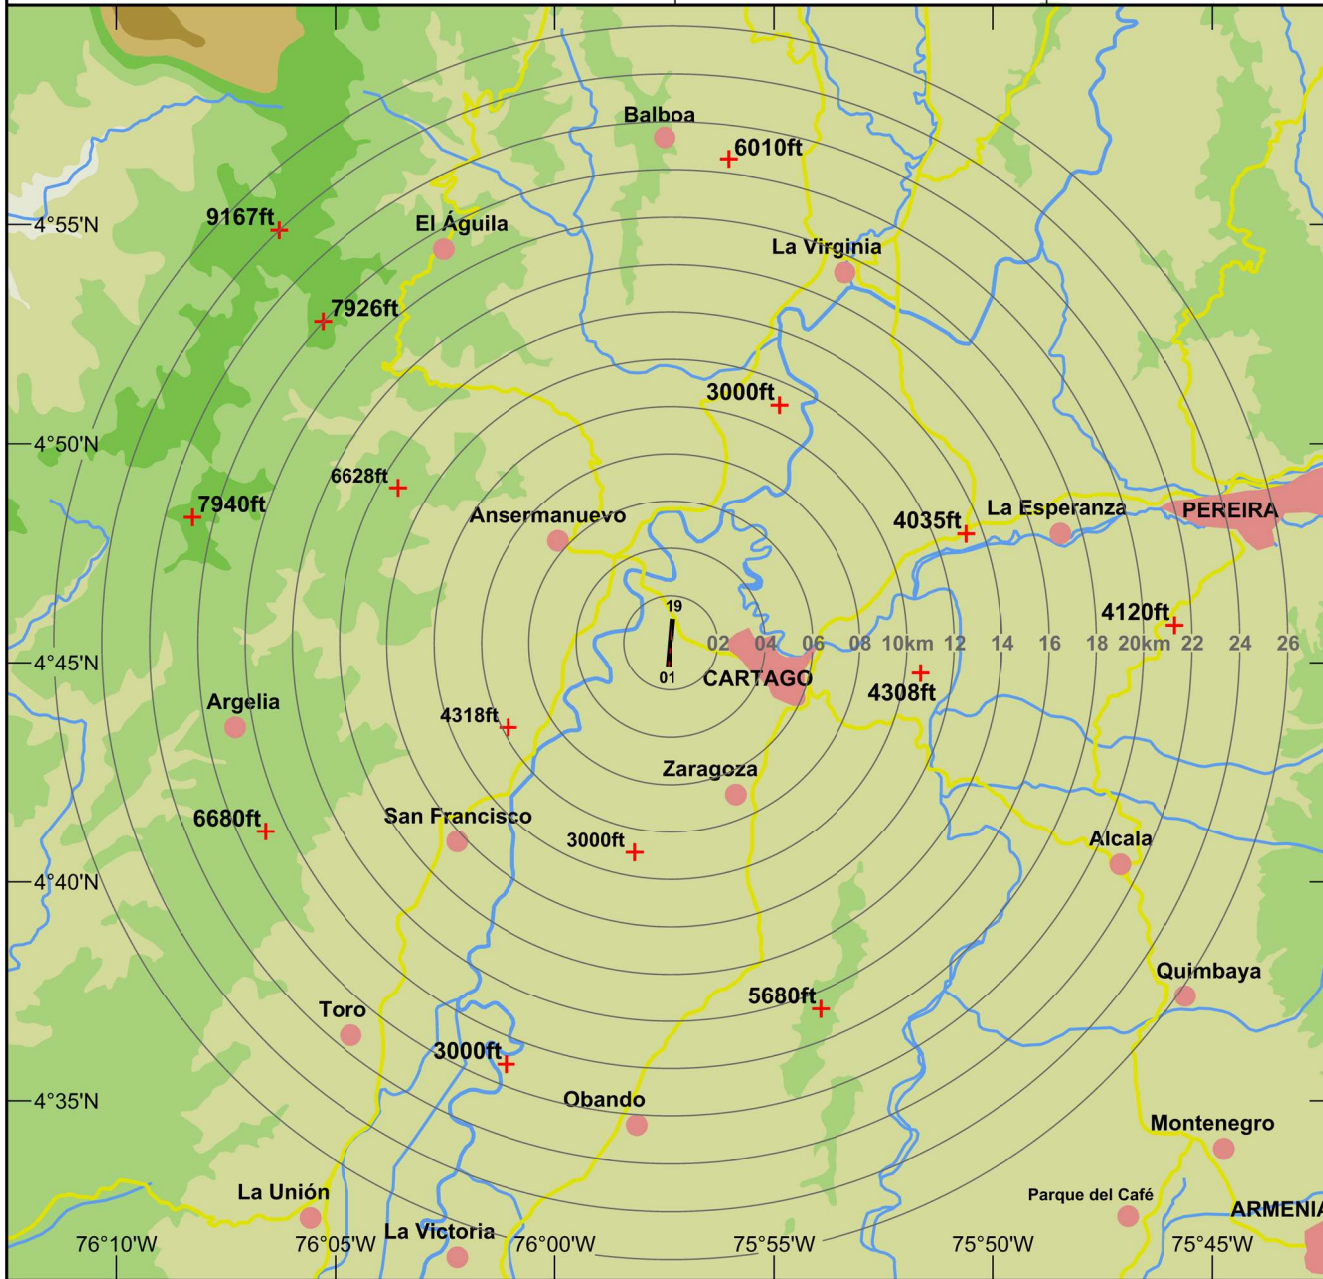 Balboa
6010ft
9167ft
4°55'N
El Águila
La Virginia
7926ft
3000ft
4°50'N
6628ft
7940ft
Ansermanuevo
4035ft
La Esperanza
PEREIRA
19
4120ft
02 04 06 08 10km 12 14 16 18 20km 22 24 26
4°45'N
01
CARTAGO
4308ft
Argelia
4318ft
Zaragoza
6680ft
San Francisco
3000ft
Alcala
4°40'N
Quimbaya
5680ft
Toro
3000ft
Obando
4°35'N
Montenegro
La Unión
Parque del Café
ARMENIA
La Victoria
76°10'W 76°05'W 76°00'W 75°55'W 75°50'W 75°45'W